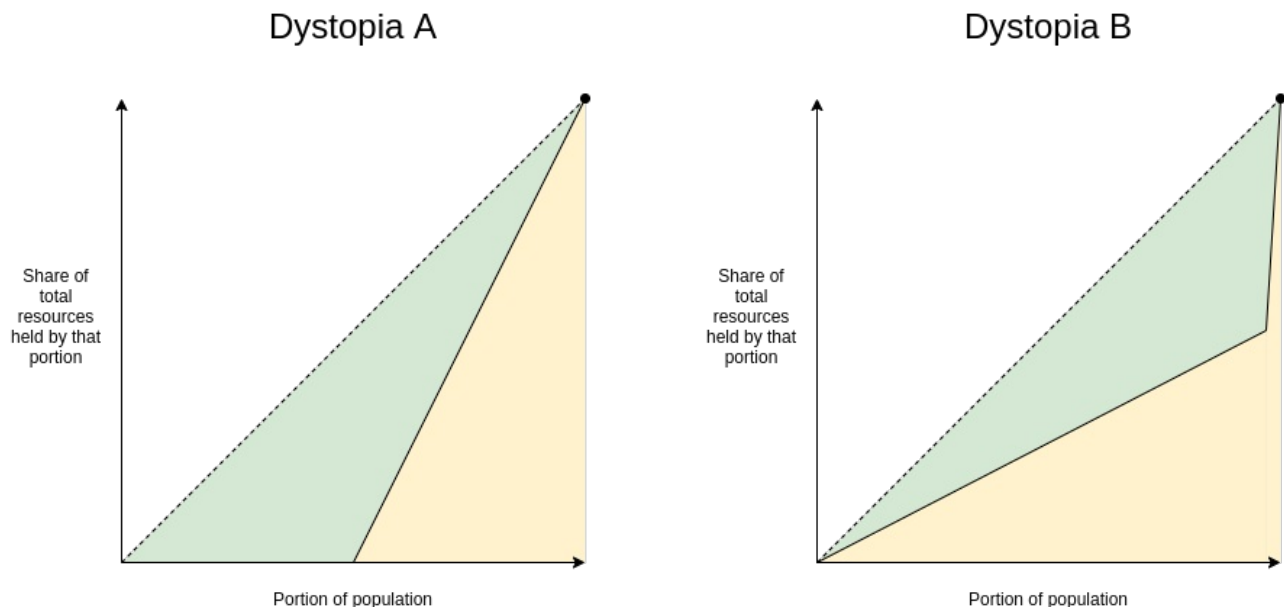 Dystopia A
Share of
total
resources
held by that
portion
Portion of population
Dystopia B
Share of
total
resources
held by that
portion
Portion of population